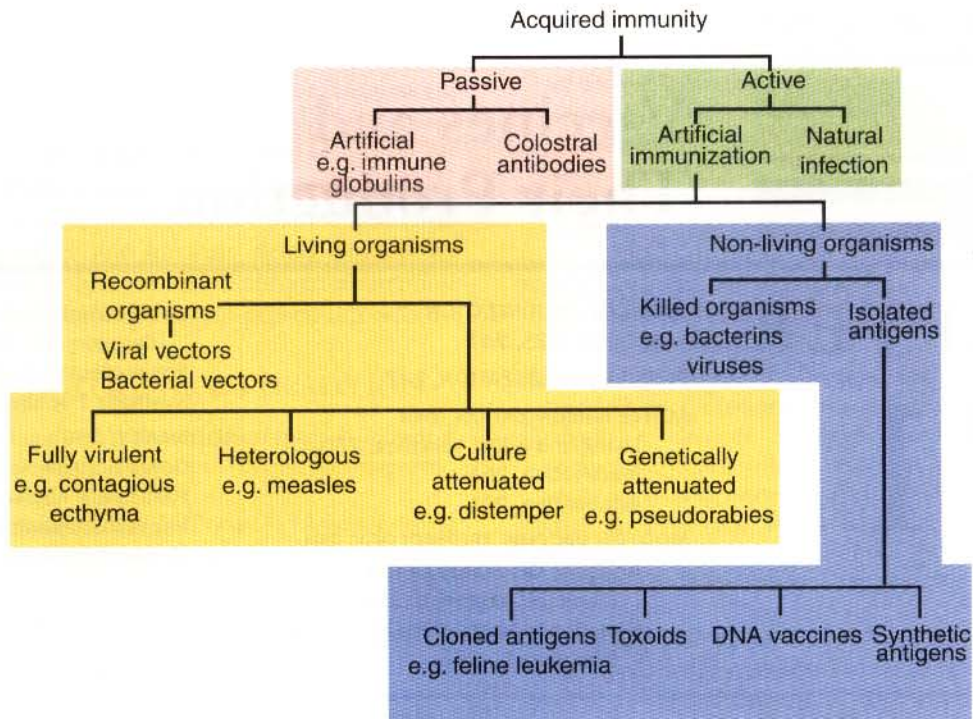 Acquired immunity
Passive
Active
Artificial
e.g. immune
globulins
Colostral
antibodies
Artificial
immunization
Natural
infection
Living organisms
Non-living organisms
Recombinant
organisms
Viral vectors
Bacterial vectors
Killed organisms
e.g. bacterins
viruses
Isolated
antigens
Fully virulent
e.g. contagious
ecthyma
Heterologous
e.g. measles
Culture
attenuated
e.g. distemper
Genetically
attenuated
e.g. pseudorabies
Cloned antigens
e.g. feline leukemia
Toxoids
DNA vaccines
Synthetic
antigens